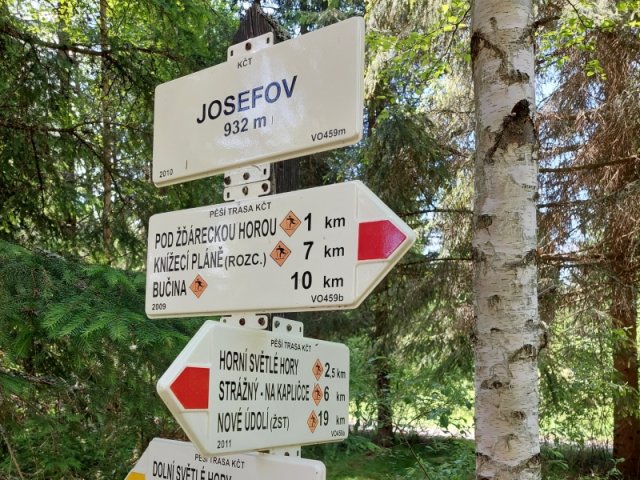 KČT
JOSEFOV
932 m
2010 VO459m
PĚŠÍ TRASA KČT
POD ŽĎÁRECKOU HOROU 1 km
KNÍŽECÍ PLÁNĚ (ROZC.) 7 km
BUČINA 10 km
2009 VO459b
PĚŠÍ TRASA KČT
HORNÍ SVĚTLÉ HORY 2,5 km
STRÁŽNÝ - NA KAPLIČCE 6 km
NOVÉ ÚDOLÍ (ŽST) 19 km
2011
PĚŠÍ TRASA KČT
DOLNÍ SVĚTLÉ HORY